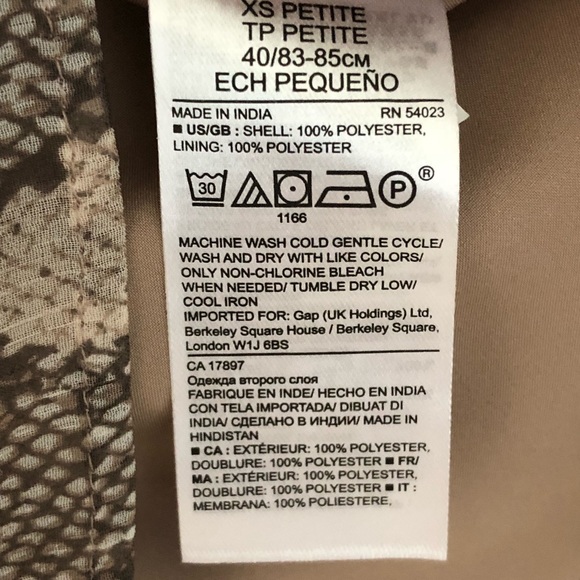 XS PETITE
TP PETITE
40/83-85CM
ECH PEQUEÑO
MADE IN INDIA RN 54023
■ US/GB : SHELL: 100% POLYESTER,
LINING: 100% POLYESTER
30 P ®
1166
MACHINE WASH COLD GENTLE CYCLE/
WASH AND DRY WITH LIKE COLORS/
ONLY NON-CHLORINE BLEACH
WHEN NEEDED/ TUMBLE DRY LOW/
COOL IRON
IMPORTED FOR: Gap (UK Holdings) Ltd,
Berkeley Square House / Berkeley Square,
London W1J 6BS
CA 17897
Одежда второго слоя
FABRIQUE EN INDE/ HECHO EN INDIA
CON TELA IMPORTADA/ DIBUAT DI
INDIA/ СДЕЛАНО В ИНДИИ/ MADE IN
HINDISTAN
■ CA : EXTÉRIEUR: 100% POLYESTER,
DOUBLURE: 100% POLYESTER ■ FR/
MA : EXTÉRIEUR: 100% POLYESTER,
DOUBLURE: 100% POLYESTER ■ IT :
MEMBRANA: 100% POLIESTERE,